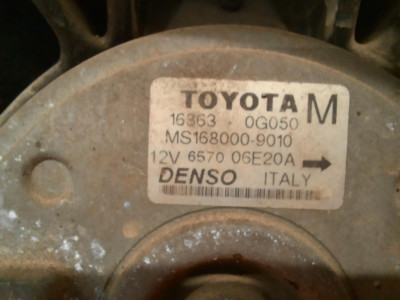 TOYOTA M
16363 0G050
MS168000-9010
12V 6570 06E20A →
DENSO ITALY